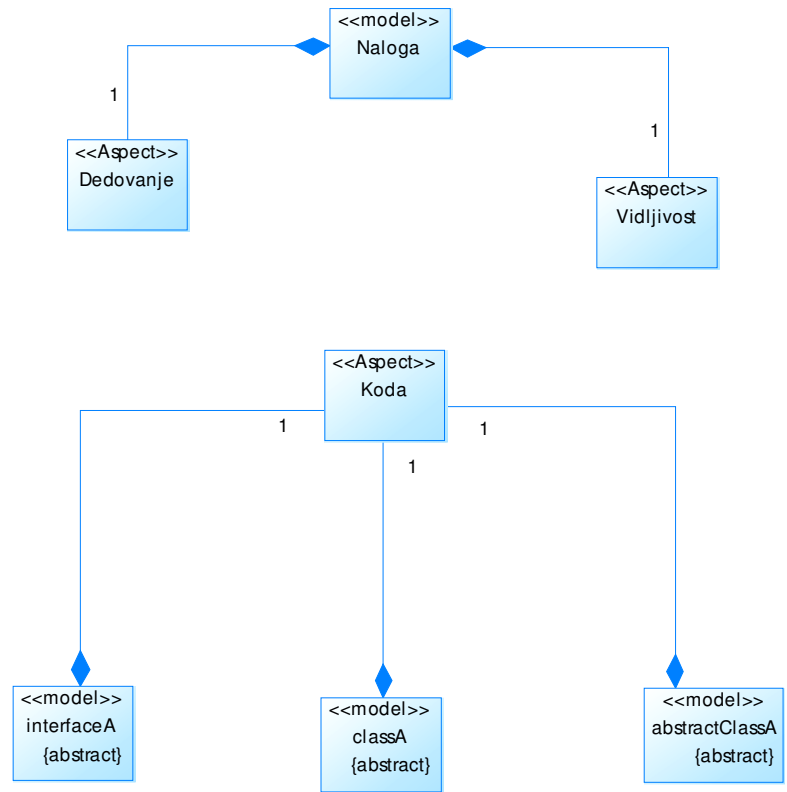 <<model>>
Naloga
1
1
<<Aspect>>
Dedovanje
<<Aspect>>
Vidljivost
<<Aspect>>
Koda
1
1
1
<<model>>
interfaceA
{abstract}
<<model>>
classA
{abstract}
<<model>>
abstractClassA
{abstract}